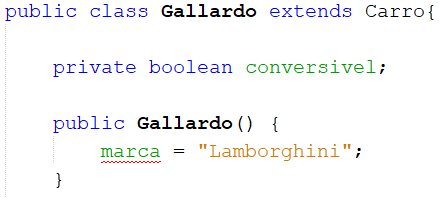 public class Gallardo extends Carro{
private boolean conversivel;
public Gallardo() {
marca = "Lamborghini";
}